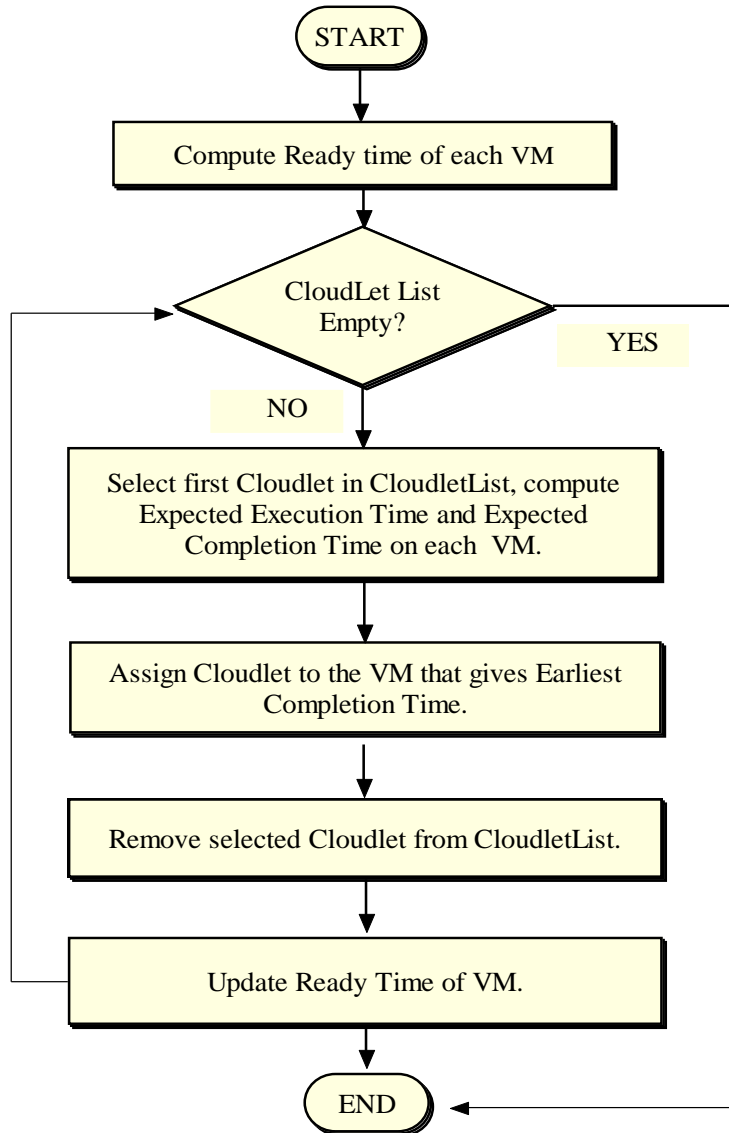 START
Compute Ready time of each VM
CloudLet List
Empty?
YES
NO
Select first Cloudlet in CloudletList, compute
Expected Execution Time and Expected
Completion Time on each VM.
Assign Cloudlet to the VM that gives Earliest
Completion Time.
Remove selected Cloudlet from CloudletList.
Update Ready Time of VM.
END